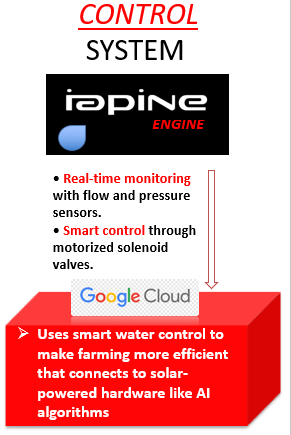 CONTROL
SYSTEM
iapine
ENGINE
• Real-time monitoring
with flow and pressure
sensors.
• Smart control through
motorized solenoid
valves.
Google Cloud
➢ Uses smart water control to
make farming more efficient
that connects to solar-
powered hardware like AI
algorithms